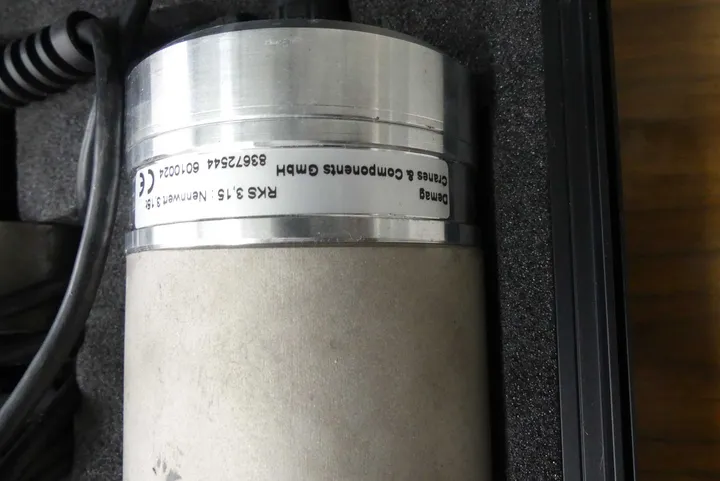 Demag
Cranes & Components GmbH
RKS 3,15 : Nennwert 3.15t
83672544 6010024
CE